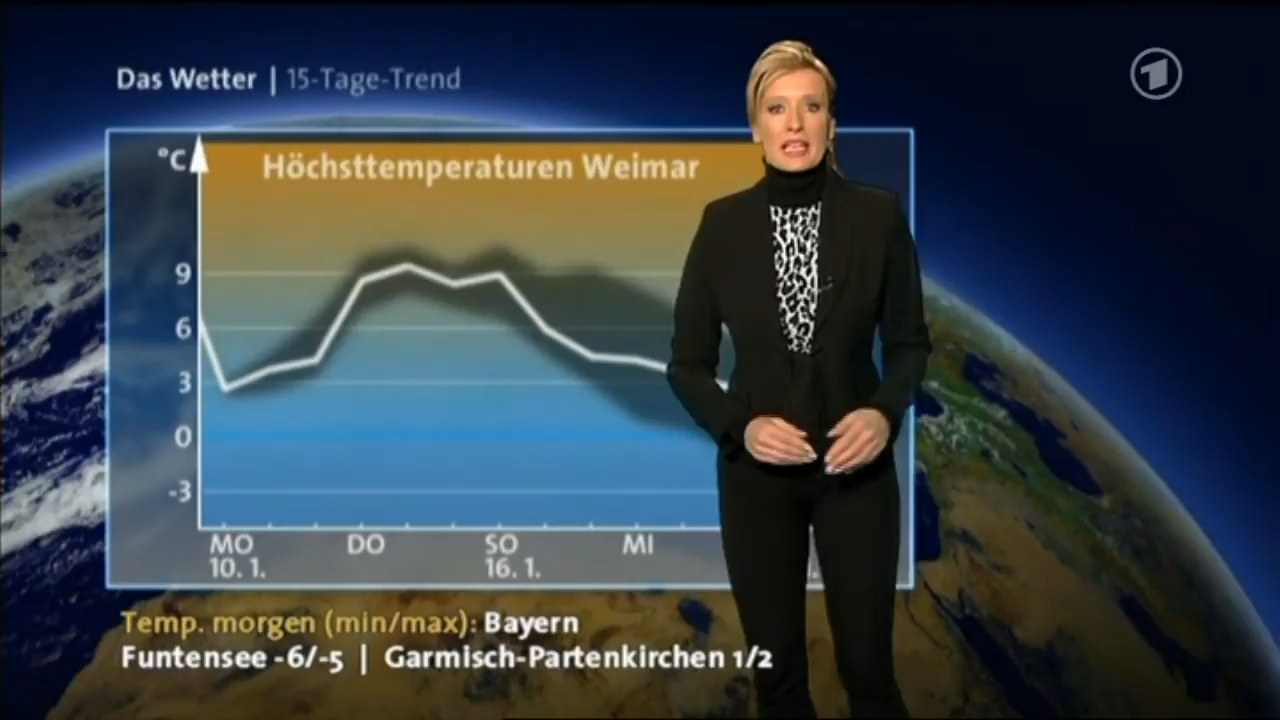 Das Wetter | 15-Tage-Trend
°C
Höchsttemperaturen Weimar
9
6
3
0
-3
MO DO SO MI
10. 1. 16. 1.
Temp. morgen (min/max): Bayern
Funtensee -6/-5 | Garmisch-Partenkirchen 1/2
1